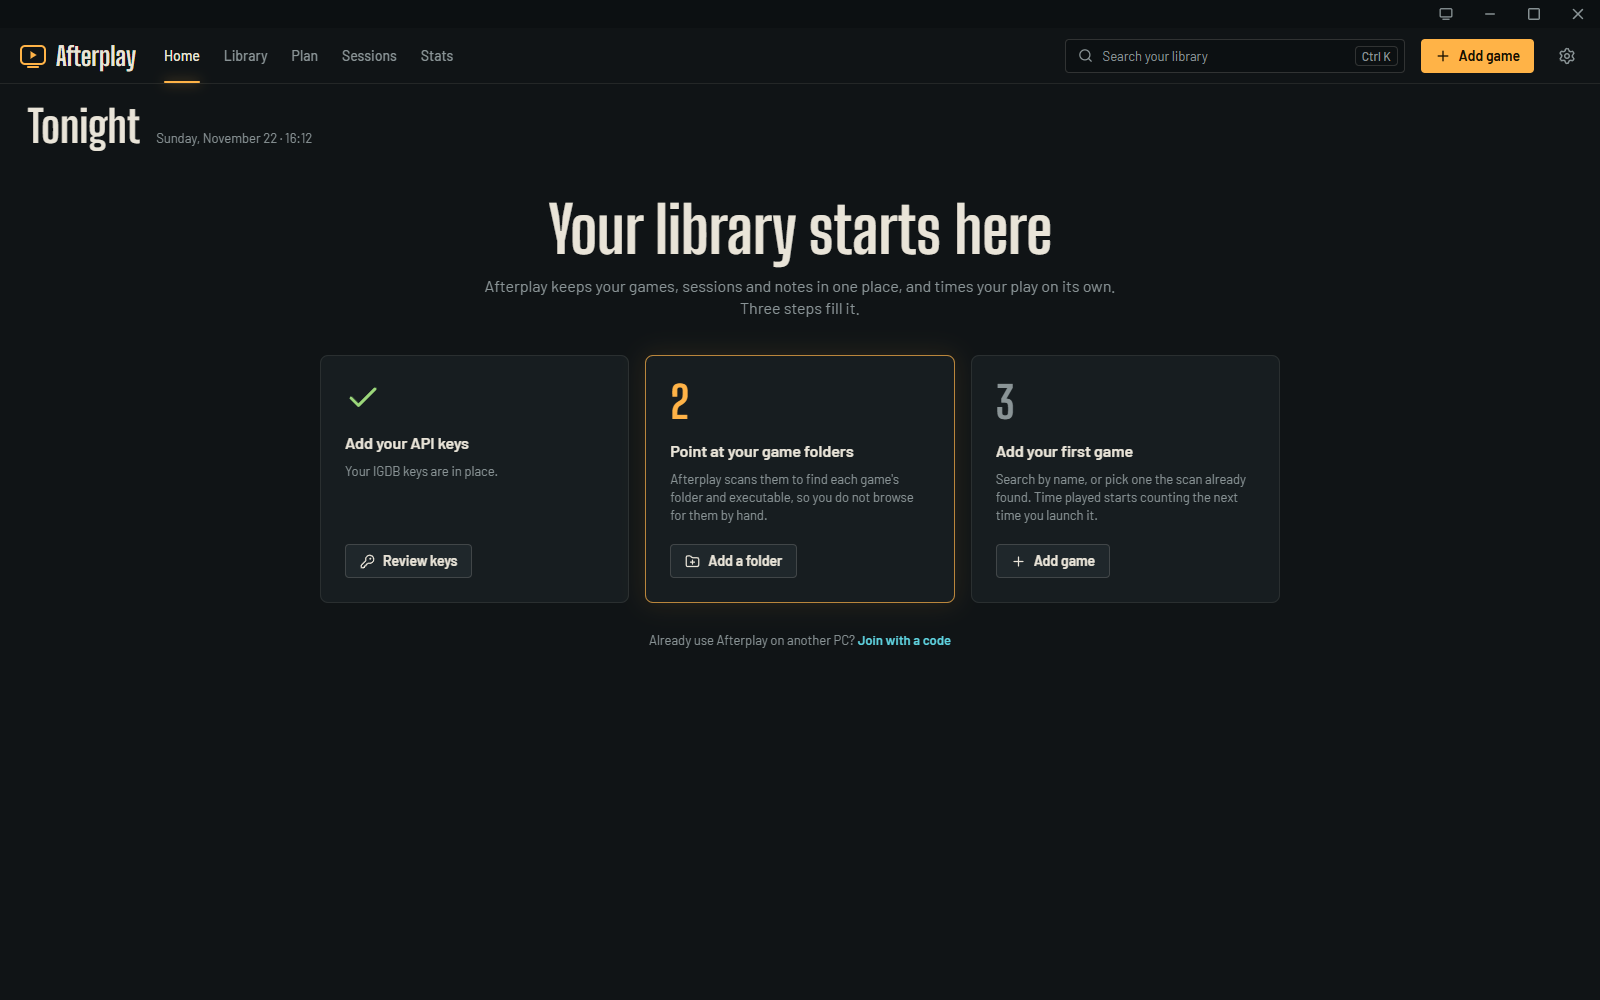 Afterplay
Home
Library
Plan
Sessions
Stats
Search your library
Ctrl K
Add game
Tonight
Sunday, November 22 · 16:12
Your library starts here
Afterplay keeps your games, sessions and notes in one place, and times your play on its own.
Three steps fill it.
Add your API keys
Your IGDB keys are in place.
Review keys
2
Point at your game folders
Afterplay scans them to find each game's
folder and executable, so you do not browse
for them by hand.
Add a folder
3
Add your first game
Search by name, or pick one the scan already
found. Time played starts counting the next
time you launch it.
Add game
Already use Afterplay on another PC? Join with a code